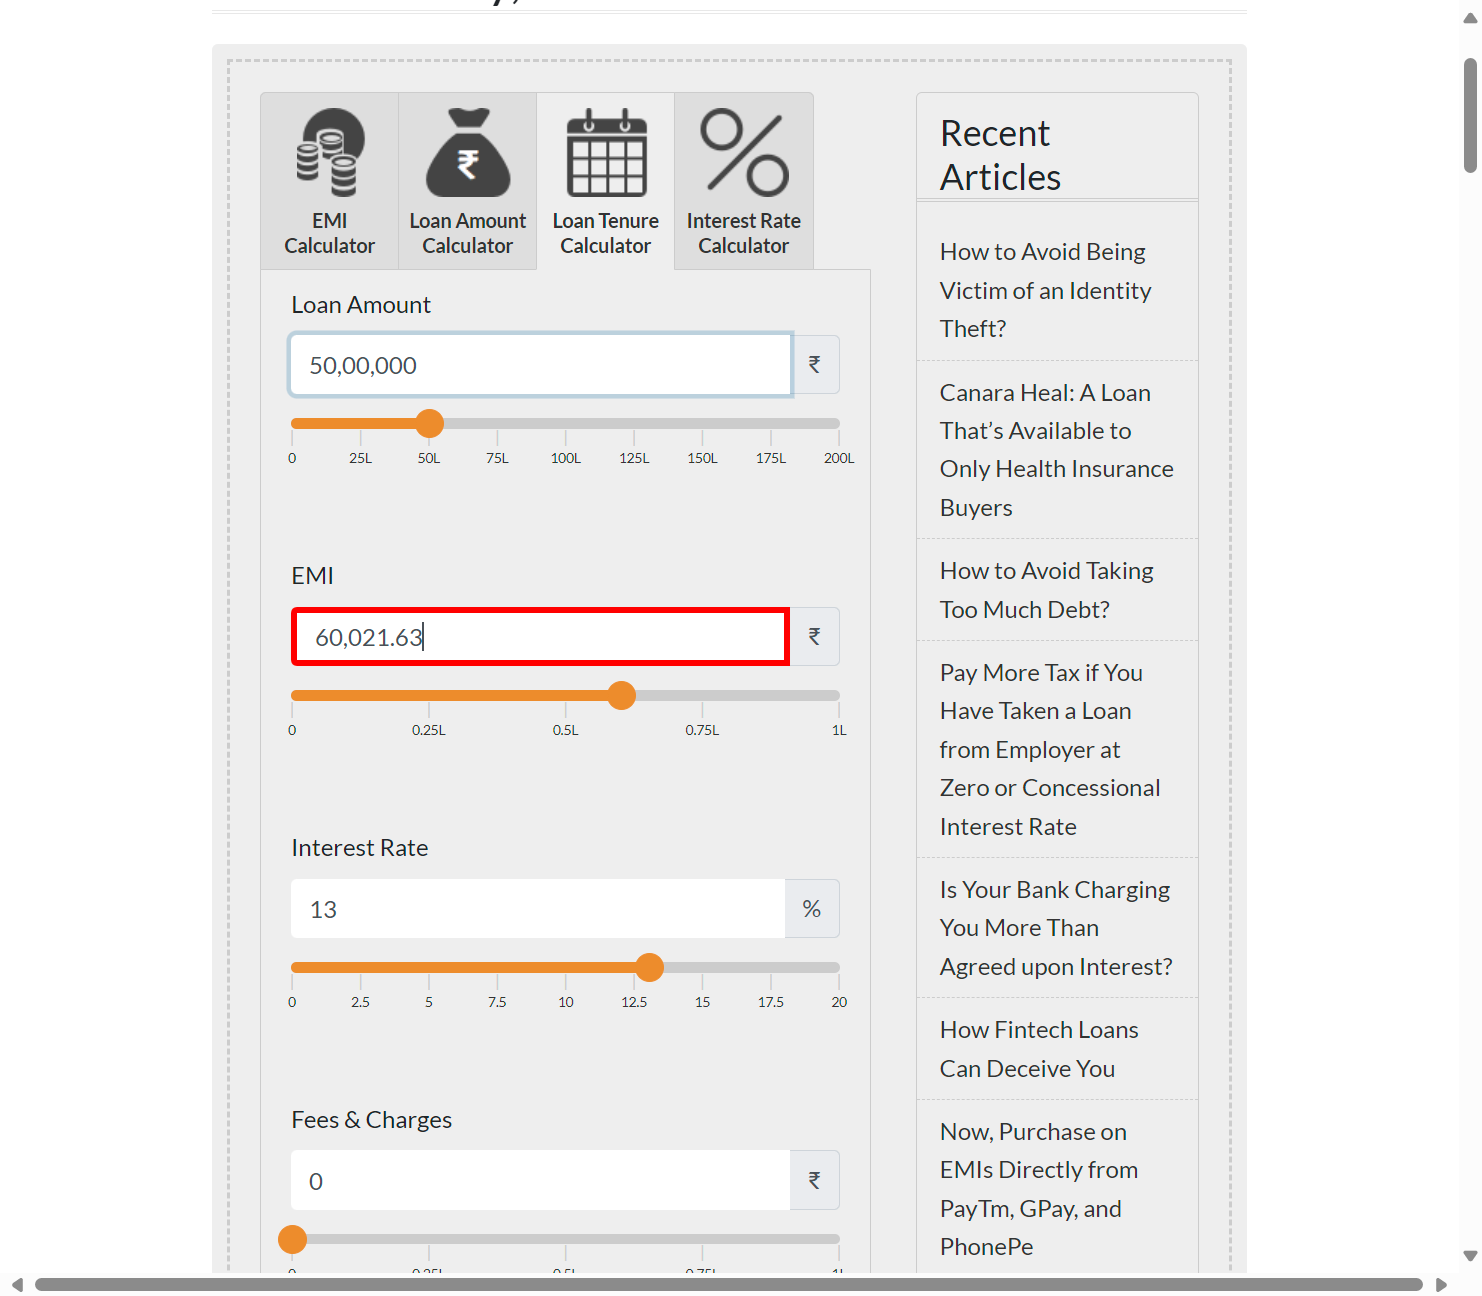 EMI
Calculator
Loan Amount
Calculator
Loan Tenure
Calculator
Interest Rate
Calculator
Loan Amount
50,00,000
₹
0 25L 50L 75L 100L 125L 150L 175L 200L
EMI
60,021.63
₹
0 0.25L 0.5L 0.75L 1L
Interest Rate
13
%
0 2.5 5 7.5 10 12.5 15 17.5 20
Fees & Charges
0
₹
Recent
Articles
How to Avoid Being
Victim of an Identity
Theft?
Canara Heal: A Loan
That’s Available to
Only Health Insurance
Buyers
How to Avoid Taking
Too Much Debt?
Pay More Tax if You
Have Taken a Loan
from Employer at
Zero or Concessional
Interest Rate
Is Your Bank Charging
You More Than
Agreed upon Interest?
How Fintech Loans
Can Deceive You
Now, Purchase on
EMIs Directly from
PayTm, GPay, and
PhonePe